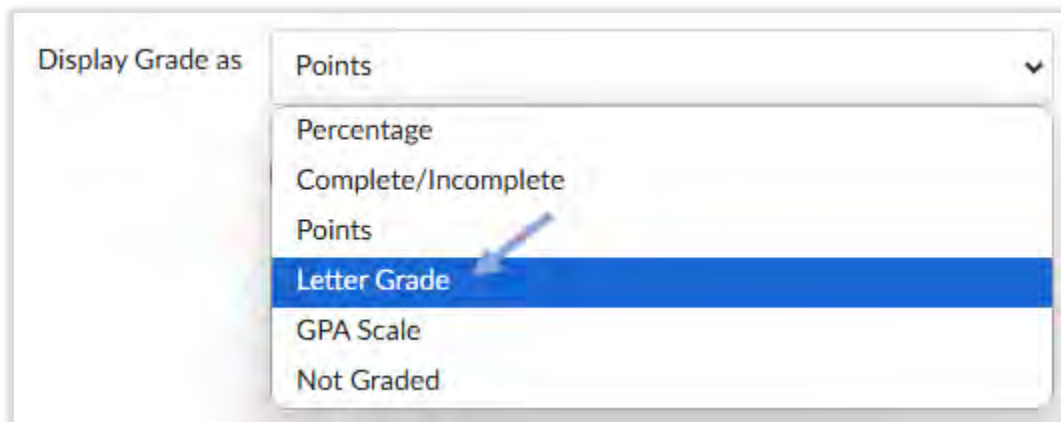 Display Grade as
Points
Percentage
Complete/Incomplete
Points
Letter Grade
GPA Scale
Not Graded